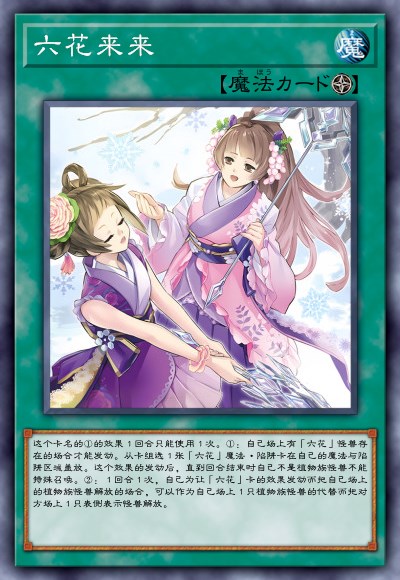 六花来来
魔
【魔法カード】
まほう
这个卡名的①的效果1回合只能使用1次。①：自己场上有「六花」怪兽存
在的场合才能发动。从卡组选1张「六花」魔法·陷阱卡在自己的魔法与陷
阱区域盖放。这个效果的发动后，直到回合结束时自己不是植物族怪兽不能
特殊召唤。②：1回合1次，自己为让「六花」卡的效果发动而把自己场上
的植物族怪兽解放的场合，可以作为自己场上1只植物族怪兽的代替而把对
方场上1只表侧表示怪兽解放。